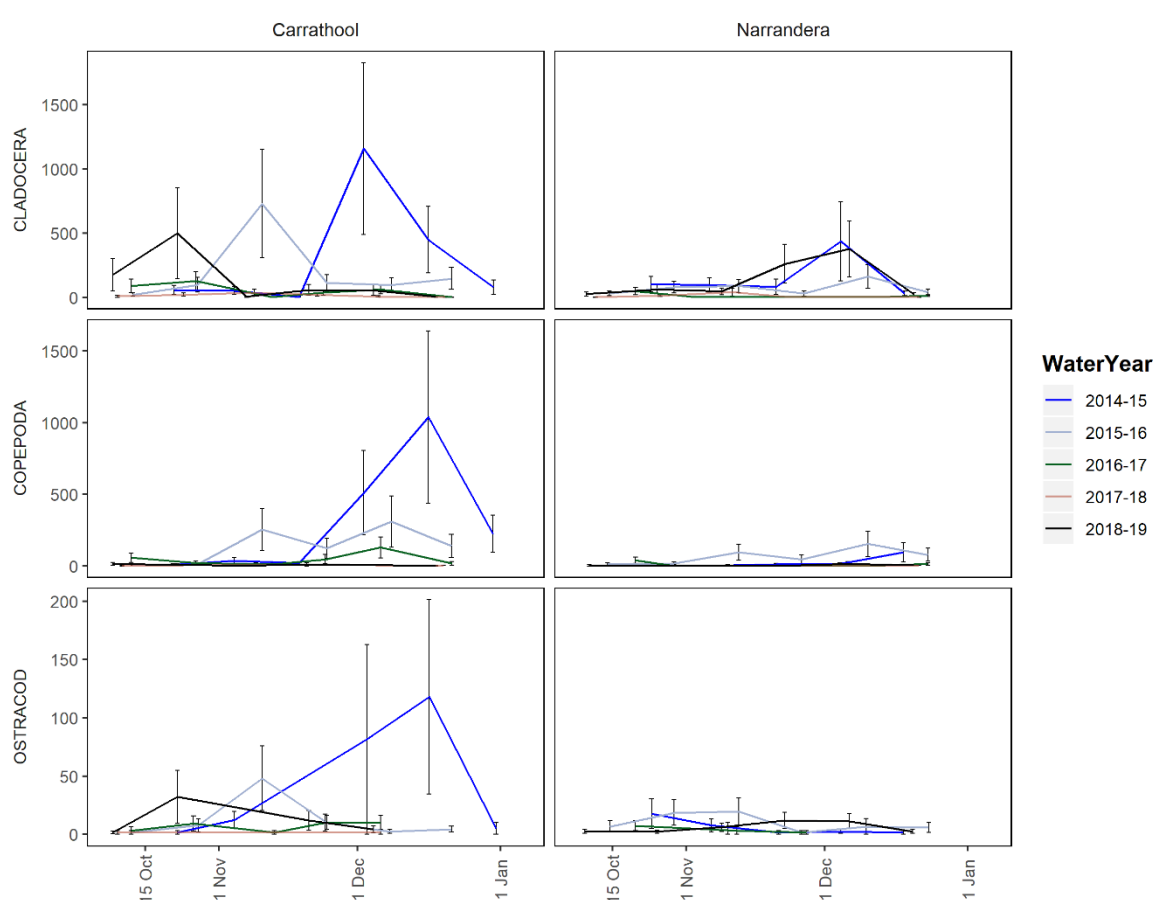 Carrathool
Narrandera
CLADOCERA
1500
1000
500
0
COPEPODA
1500
1000
500
0
OSTRACOD
200
150
100
50
0
15 Oct
1 Nov
1 Dec
1 Jan
15 Oct
1 Nov
1 Dec
1 Jan
WaterYear
2014-15
2015-16
2016-17
2017-18
2018-19